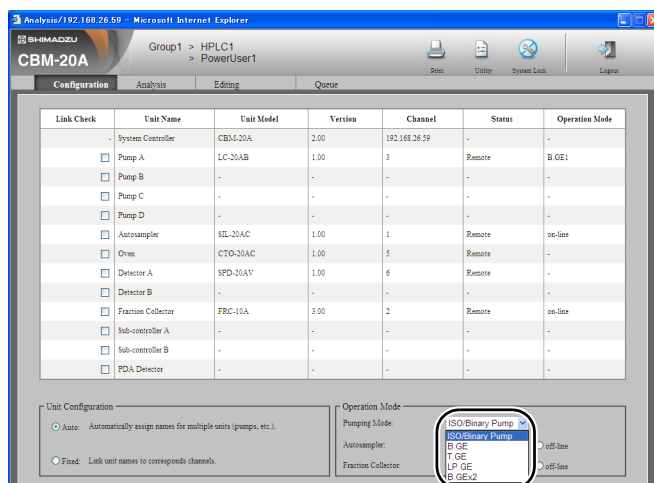 Analysis/192.168.26.59 - Microsoft Internet Explorer
SHIMADZU
CBM-20A
Group1 > HPLC1
> PowerUser1
Print Utility System Lock Logout
Configuration Analysis Editing Queue
Link Check Unit Name Unit Model Version Channel Status Operation Mode
- System Controller CBM-20A 2.00 192.168.26.59 - -
Pump A LC-20AB 1.00 3 Remote B.GE1
Pump B - - - - -
Pump C - - - - -
Pump D - - - - -
Autosampler SIL-20AC 1.00 1 Remote on-line
Oven CTO-20AC 1.00 5 Remote -
Detector A SPD-20AV 1.00 6 Remote -
Detector B - - - - -
Fraction Collector FRC-10A 3.00 2 Remote on-line
Sub-controller A - - - - -
Sub-controller B - - - - -
PDA Detector - - - - -
Unit Configuration
Auto: Automatically assign names for multiple units (pumps, etc.).
Fixed: Link unit names to corresponds channels.
Operation Mode
Pumping Mode: ISO/Binary Pump
ISO/Binary Pump
B.GE
Autosampler: off-line
T.GE
LP.GE
Fraction Collector: off-line
B.GEx2